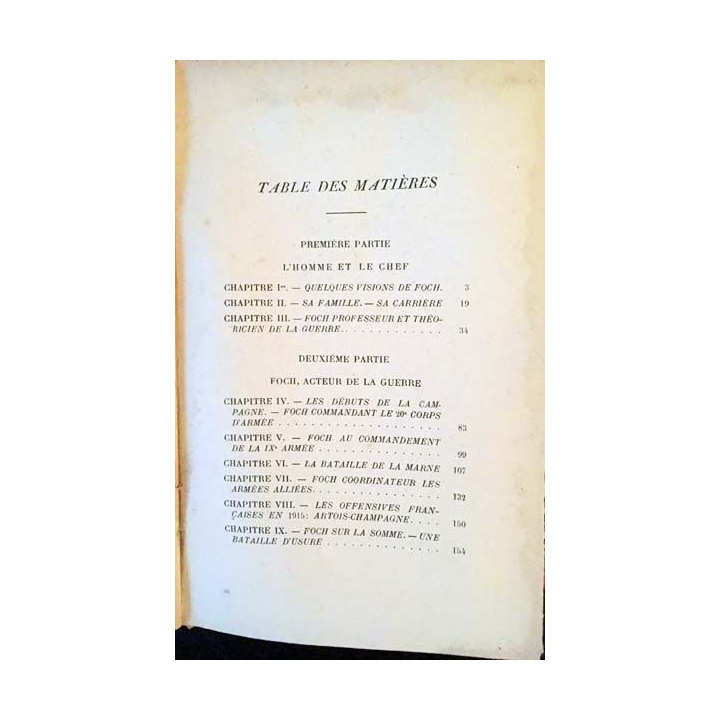 TABLE DES MATIÈRES
PREMIÈRE PARTIE
L'HOMME ET LE CHEF
CHAPITRE Ier. — QUELQUES VISIONS DE FOCH. 3
CHAPITRE II. — SA FAMILLE. — SA CARRIÈRE 19
CHAPITRE III. — FOCH PROFESSEUR ET THÉO-
RICIEN DE LA GUERRE. . . . . . . . . . . . 34
DEUXIÈME PARTIE
FOCH, ACTEUR DE LA GUERRE
CHAPITRE IV. — LES DÉBUTS DE LA CAM-
PAGNE. — FOCH COMMANDANT LE 20e CORPS
D'ARMÉE . . . . . . . . . . . . . . . . . . . 83
CHAPITRE V. — FOCH AU COMMANDEMENT
DE LA IXe ARMÉE . . . . . . . . . . . . . . 99
CHAPITRE VI. — LA BATAILLE DE LA MARNE 107
CHAPITRE VII. — FOCH COORDINATEUR LES
ARMÉES ALLIÉES. . . . . . . . . . . . . . 132
CHAPITRE VIII. — LES OFFENSIVES FRAN-
ÇAISES EN 1915: ARTOIS-CHAMPAGNE. . . . 150
CHAPITRE IX. — FOCH SUR LA SOMME. — UNE
BATAILLE D'USURE . . . . . . . . . . . . . 154